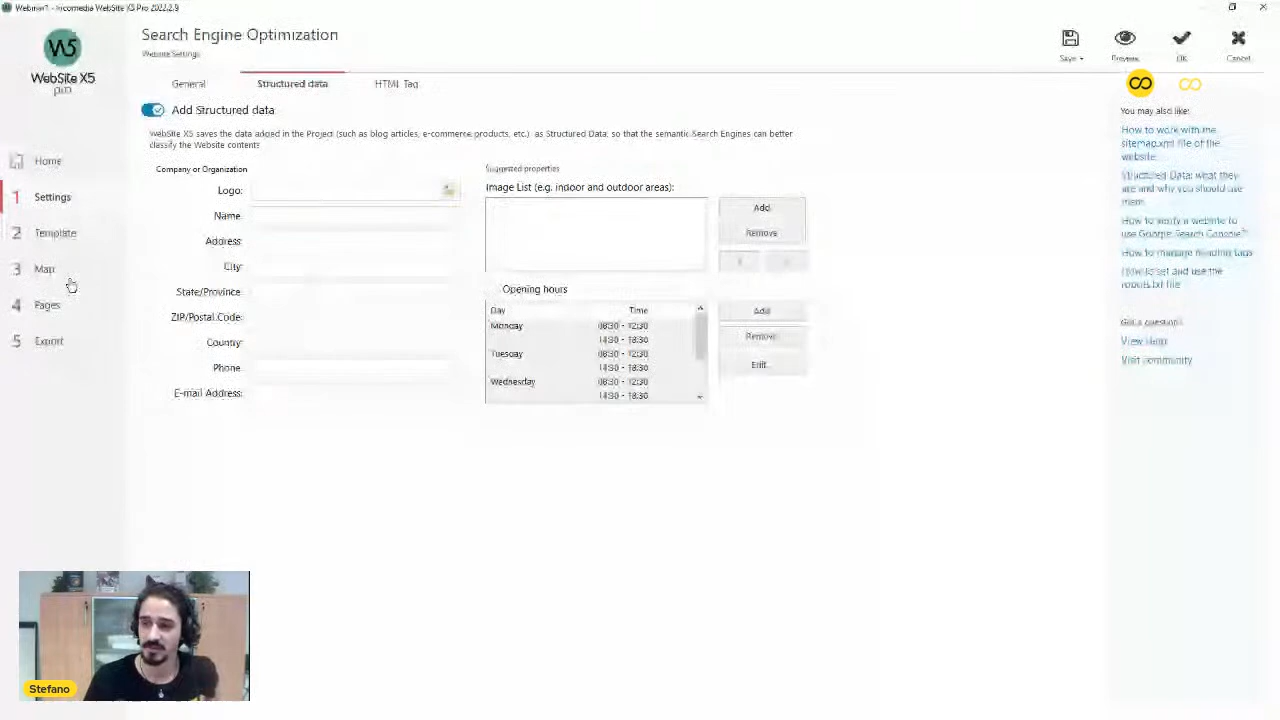 Webinar1 - Incomedia WebSite X5 Pro 2022.2.9
W5
WebSite X5
pro
Home
1 Settings
2 Template
3 Map
4 Pages
5 Export
Search Engine Optimization
Website Settings
Save
Preview
OK
Cancel
General
Structured data
HTML Tag
Add Structured data
WebSite X5 saves the data added in the Project (such as blog articles, e-commerce products, etc.) as Structured Data, so that the semantic Search Engines can better
classify the Website contents
Company or Organization
Logo:
Name:
Address:
City:
State/Province:
ZIP/Postal Code:
Country:
Phone:
E-mail Address:
Suggested properties
Image List (e.g. indoor and outdoor areas):
Add
Remove
Opening hours
Day Time
Monday 08:30 - 12:30
14:30 - 18:30
Tuesday 08:30 - 12:30
14:30 - 18:30
Wednesday 08:30 - 12:30
14:30 - 18:30
Add
Remove
Edit...
You may also like:
How to work with the
sitemap.xml file of the
website
Structured Data: what they
are and why you should use
them
How to verify a website to
use Google Search Console™
How to manage heading tags
How to set and use the
robots.txt file
Got a question?
View Help
Visit community
Stefano